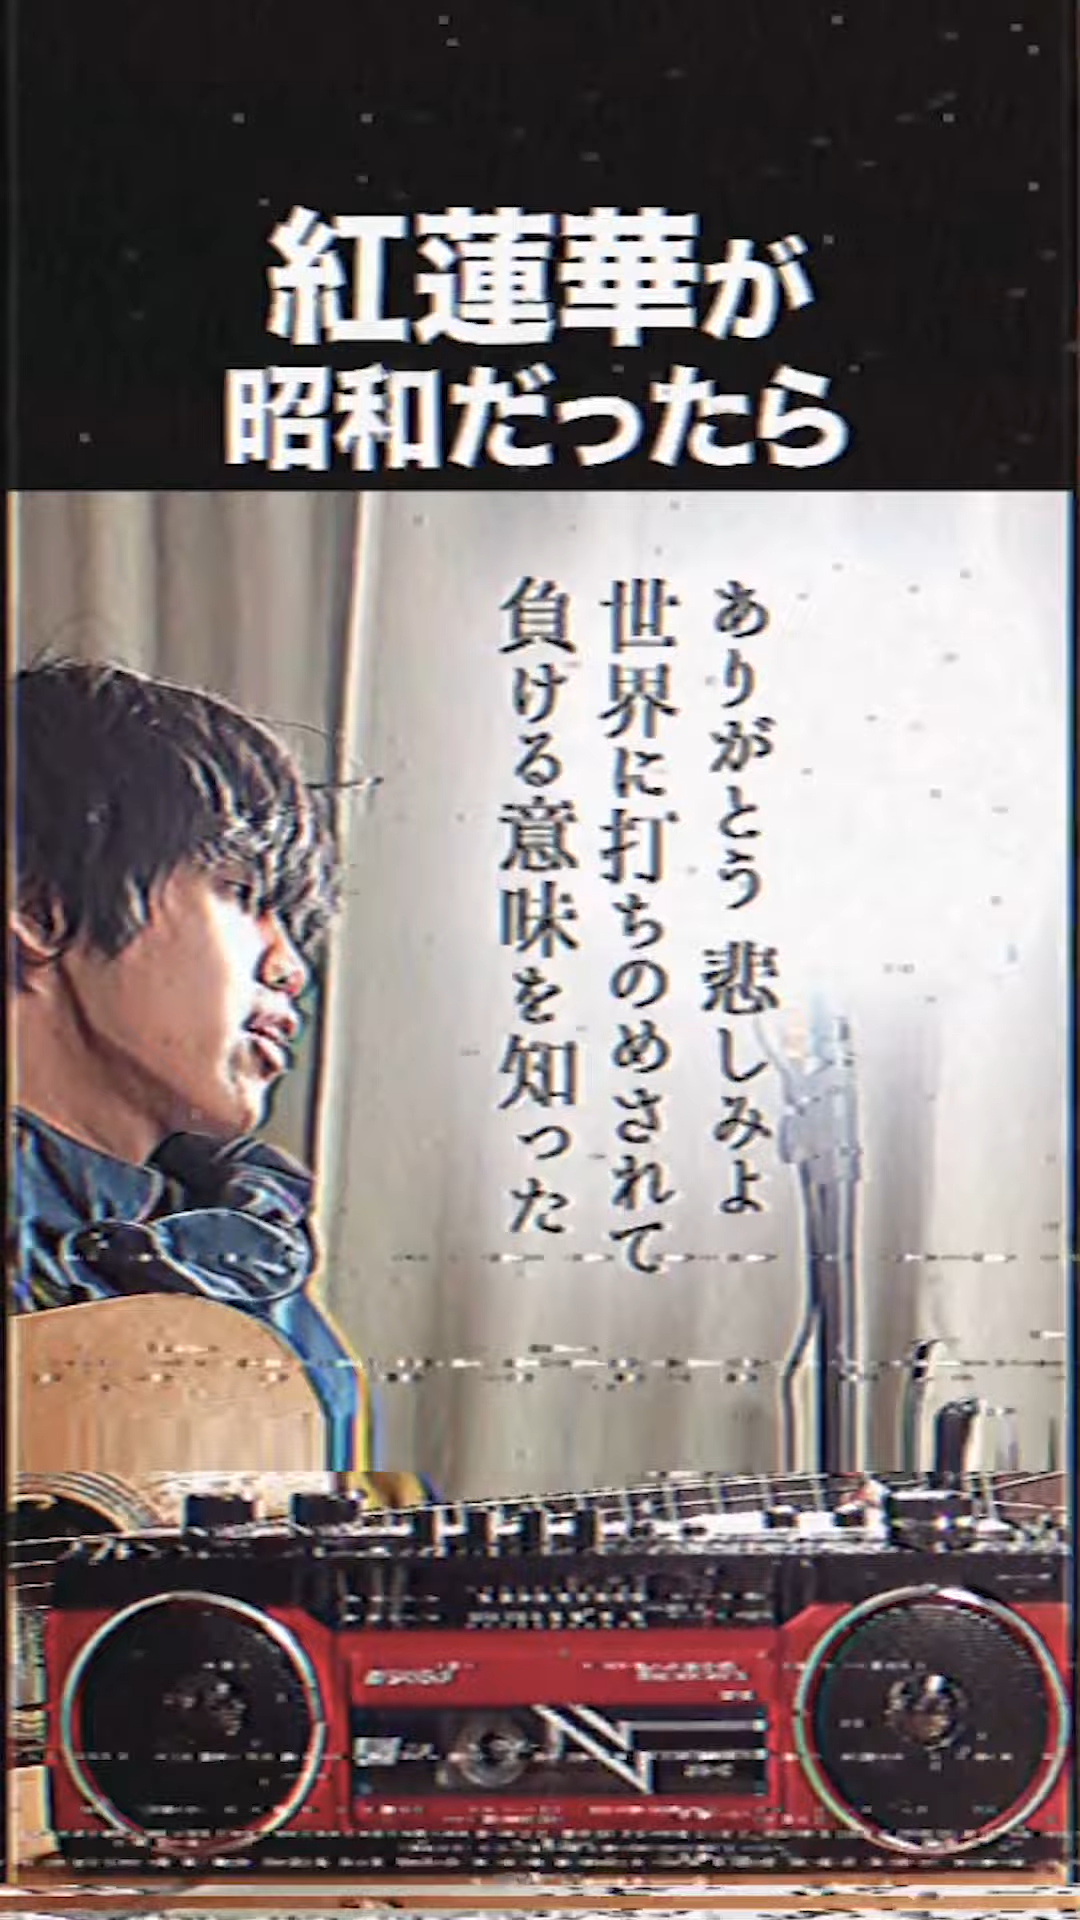 紅蓮華が
昭和だったら
ありがとう 悲しみよ
世界に打ちのめされて
負ける意味を知った